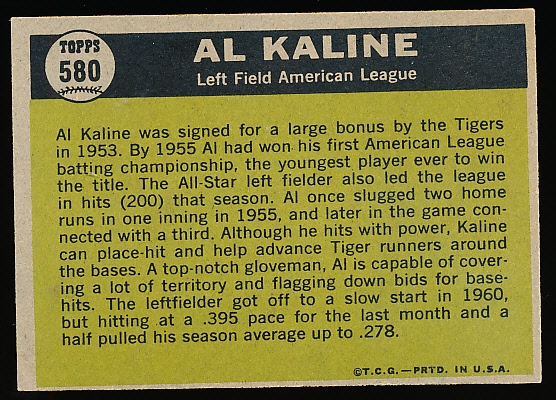 TOPPS
580
AL KALINE
Left Field American League
Al Kaline was signed for a large bonus by the Tigers
in 1953. By 1955 Al had won his first American League
batting championship, the youngest player ever to win
the title. The All-Star left fielder also led the league
in hits (200) that season. Al once slugged two home
runs in one inning in 1955, and later in the game con-
nected with a third. Although he hits with power, Kaline
can place-hit and help advance Tiger runners around
the bases. A top-notch gloveman, Al is capable of cover-
ing a lot of territory and flagging down bids for base-
hits. The leftfielder got off to a slow start in 1960,
but hitting at a .395 pace for the last month and a
half pulled his season average up to .278.
©T.C.G.—PRTD. IN U.S.A.